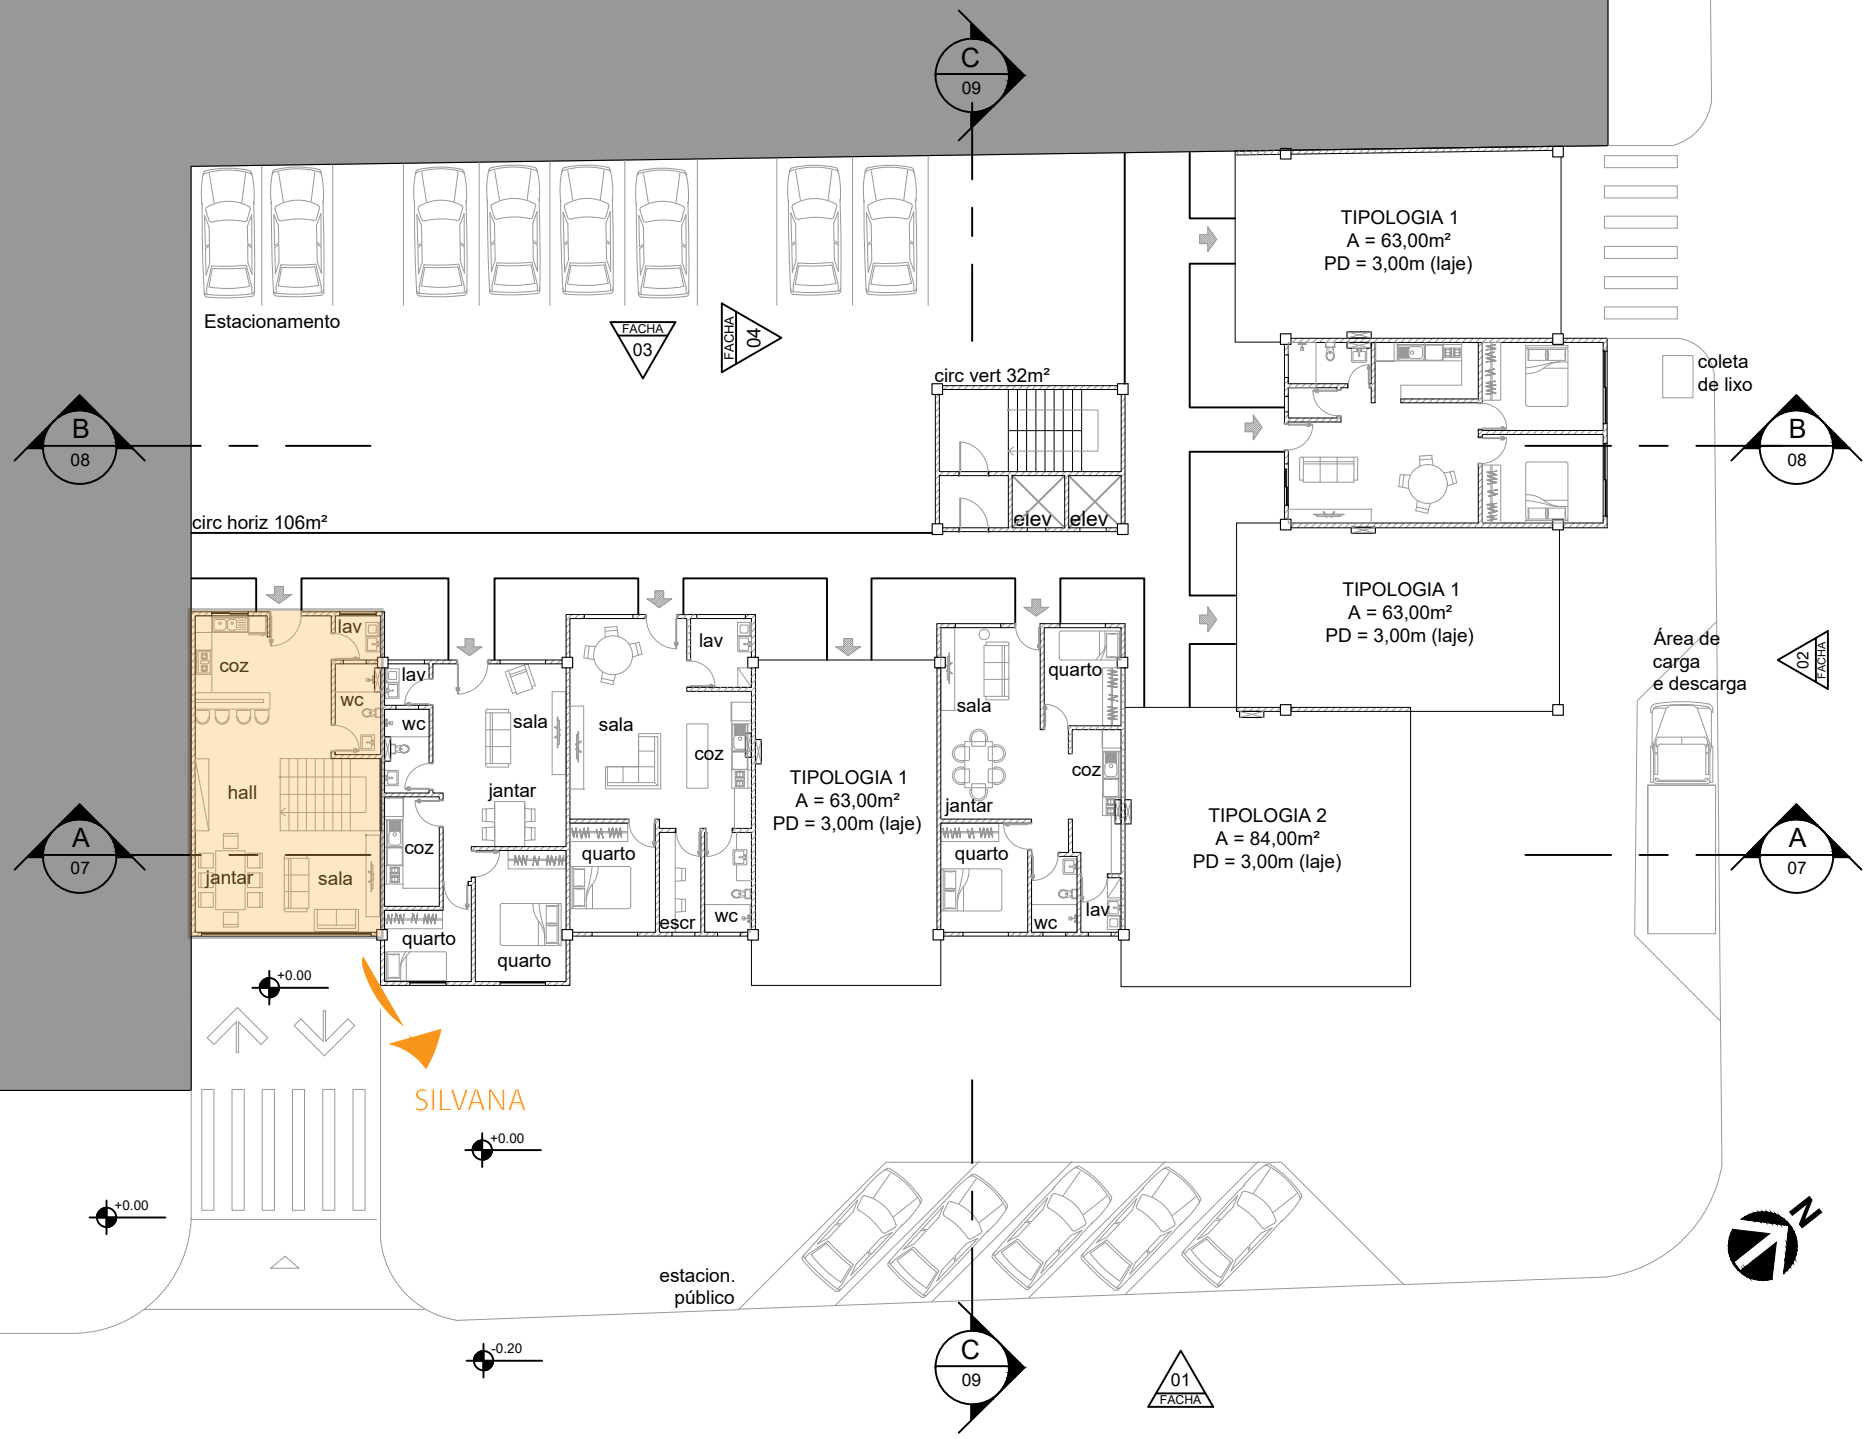 C
09
TIPOLOGIA 1
A = 63,00m²
PD = 3,00m (laje)
Estacionamento
FACHA
03
FACHA
04
circ vert 32m²
coleta
de lixo
B
08
B
08
circ horiz 106m²
elev
elev
TIPOLOGIA 1
A = 63,00m²
PD = 3,00m (laje)
Área de
carga
e descarga
02
FACHA
lav
coz
wc
hall
jantar
sala
lav
wc
sala
jantar
coz
quarto
quarto
lav
sala
coz
quarto
escr
wc
TIPOLOGIA 1
A = 63,00m²
PD = 3,00m (laje)
quarto
sala
coz
jantar
quarto
wc
lav
TIPOLOGIA 2
A = 84,00m²
PD = 3,00m (laje)
A
07
A
07
+0.00
SILVANA
+0.00
+0.00
N
estacion.
público
-0.20
C
09
01
FACHA